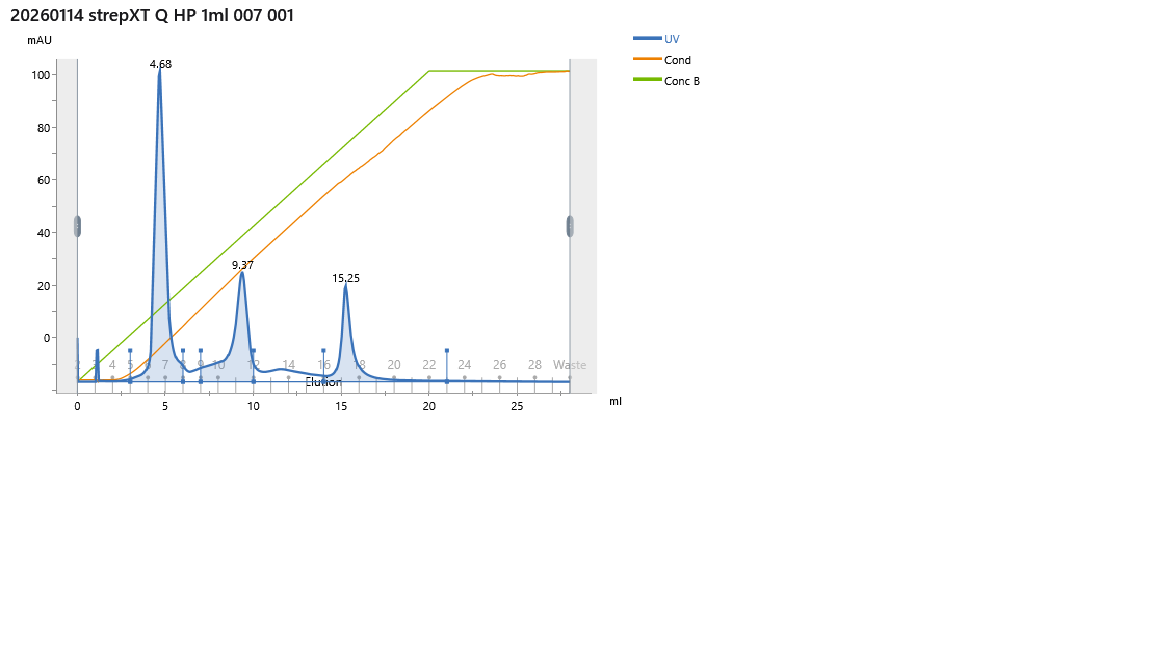 20260114 strepXT Q HP 1ml 007 001
mAU
UV
Cond
Conc B
4.68
100
80
60
40
9.37
15.25
20
0
2 4 5 7 8 9 10 12 14 16 18 20 22 24 26 28 Waste
Elution
0 5 10 15 20 25
ml